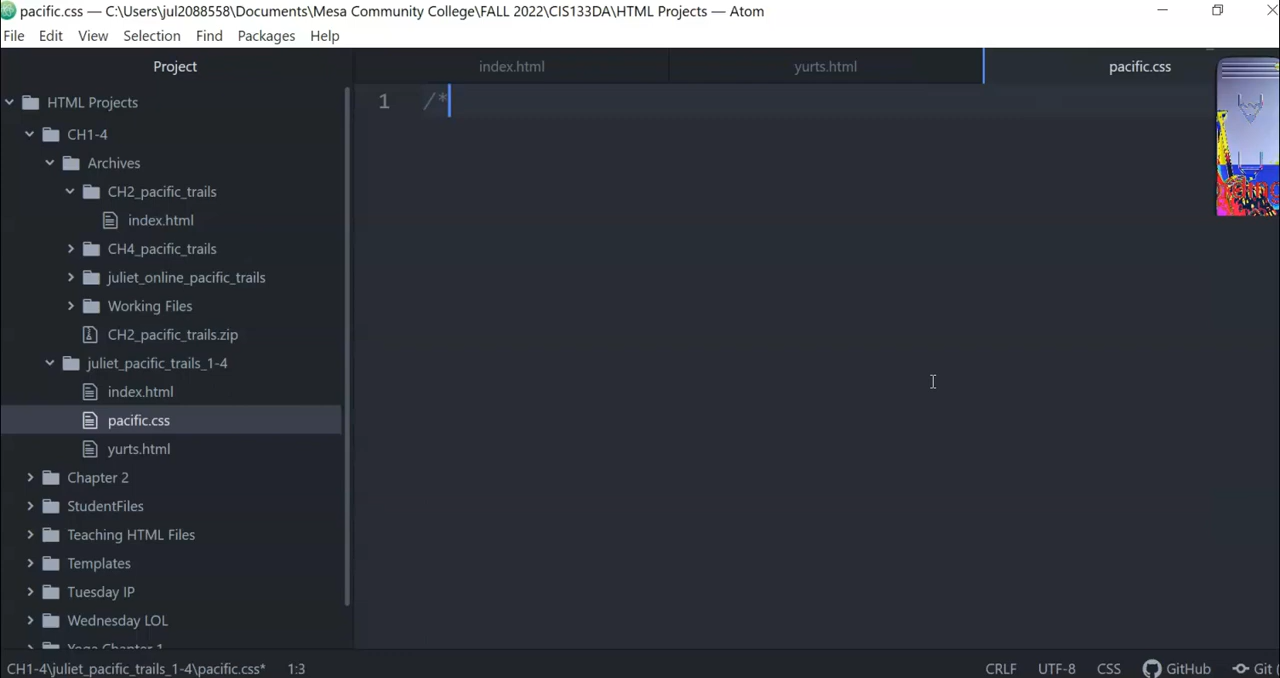 pacific.css — C:\Users\jul2088558\Documents\Mesa Community College\FALL 2022\CIS133DA\HTML Projects — Atom
File Edit View Selection Find Packages Help
Project
index.html
yurts.html
pacific.css
HTML Projects
1 /*
CH1-4
Archives
CH2_pacific_trails
index.html
CH4_pacific_trails
juliet_online_pacific_trails
Working Files
CH2_pacific_trails.zip
juliet_pacific_trails_1-4
index.html
pacific.css
yurts.html
Chapter 2
StudentFiles
Teaching HTML Files
Templates
Tuesday IP
Wednesday LOL
Yoga Chapter 1
CH1-4\juliet_pacific_trails_1-4\pacific.css* 1:3 CRLF UTF-8 CSS GitHub Git (